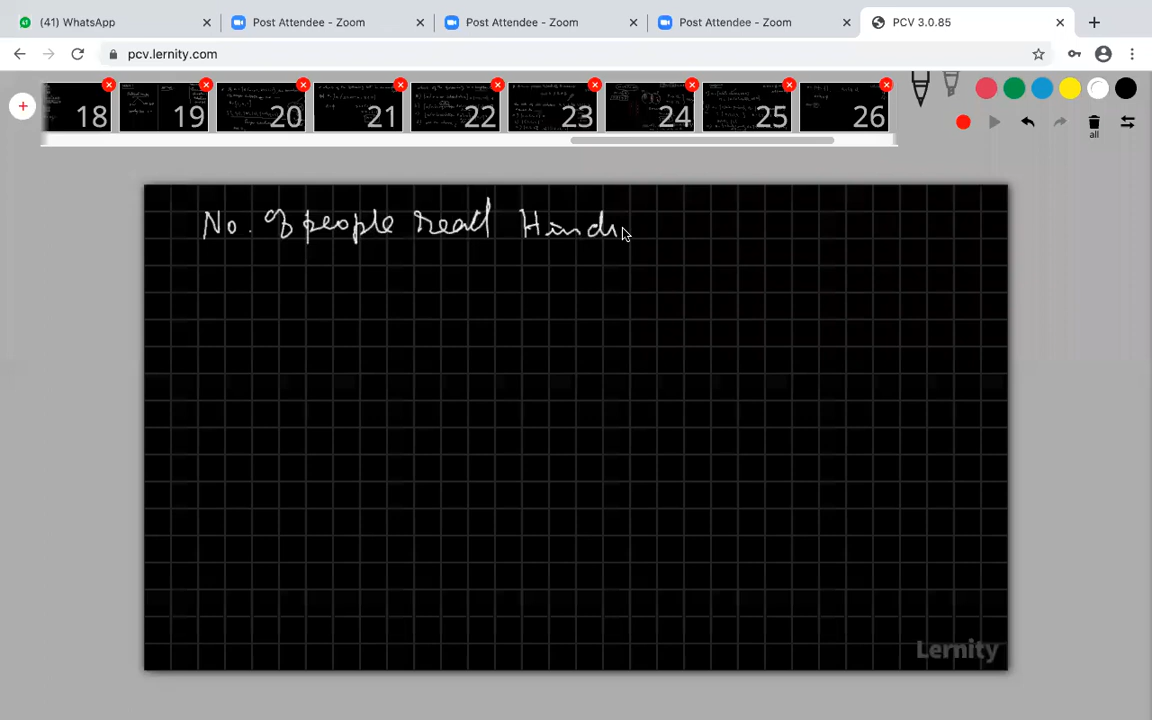 (41) WhatsApp
Post Attendee - Zoom
Post Attendee - Zoom
Post Attendee - Zoom
PCV 3.0.85
pcv.lernity.com
18
19
20
21
22
23
24
25
26
all
No. of people read Hindu
Lernity